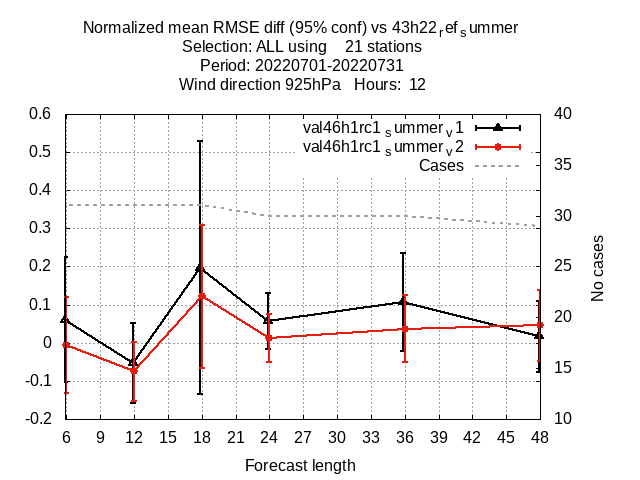 Normalized mean RMSE diff (95% conf) vs 43h22refsummer
Selection: ALL using 21 stations
Period: 20220701-20220731
Wind direction 925hPa Hours: 12
val46h1rc1summerv1
val46h1rc1summerv2
Cases
0.6
0.5
0.4
0.3
0.2
0.1
0
-0.1
-0.2
40
35
30
25
20
15
10
No cases
6 9 12 15 18 21 24 27 30 33 36 39 42 45 48
Forecast length